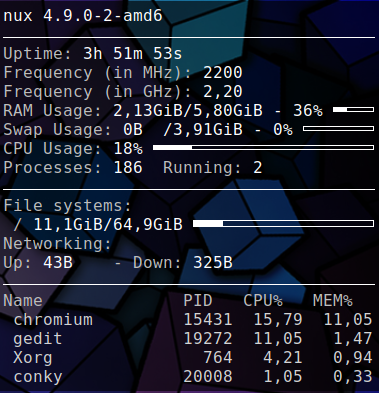 nux 4.9.0-2-amd6
Uptime: 3h 51m 53s
Frequency (in MHz): 2200
Frequency (in GHz): 2,20
RAM Usage: 2,13GiB/5,80GiB - 36%
Swap Usage: 0B /3,91GiB - 0%
CPU Usage: 18%
Processes: 186 Running: 2
File systems:
/ 11,1GiB/64,9GiB
Networking:
Up: 43B - Down: 325B
Name PID CPU% MEM%
chromium 15431 15,79 11,05
gedit 19272 11,05 1,47
Xorg 764 4,21 0,94
conky 20008 1,05 0,33